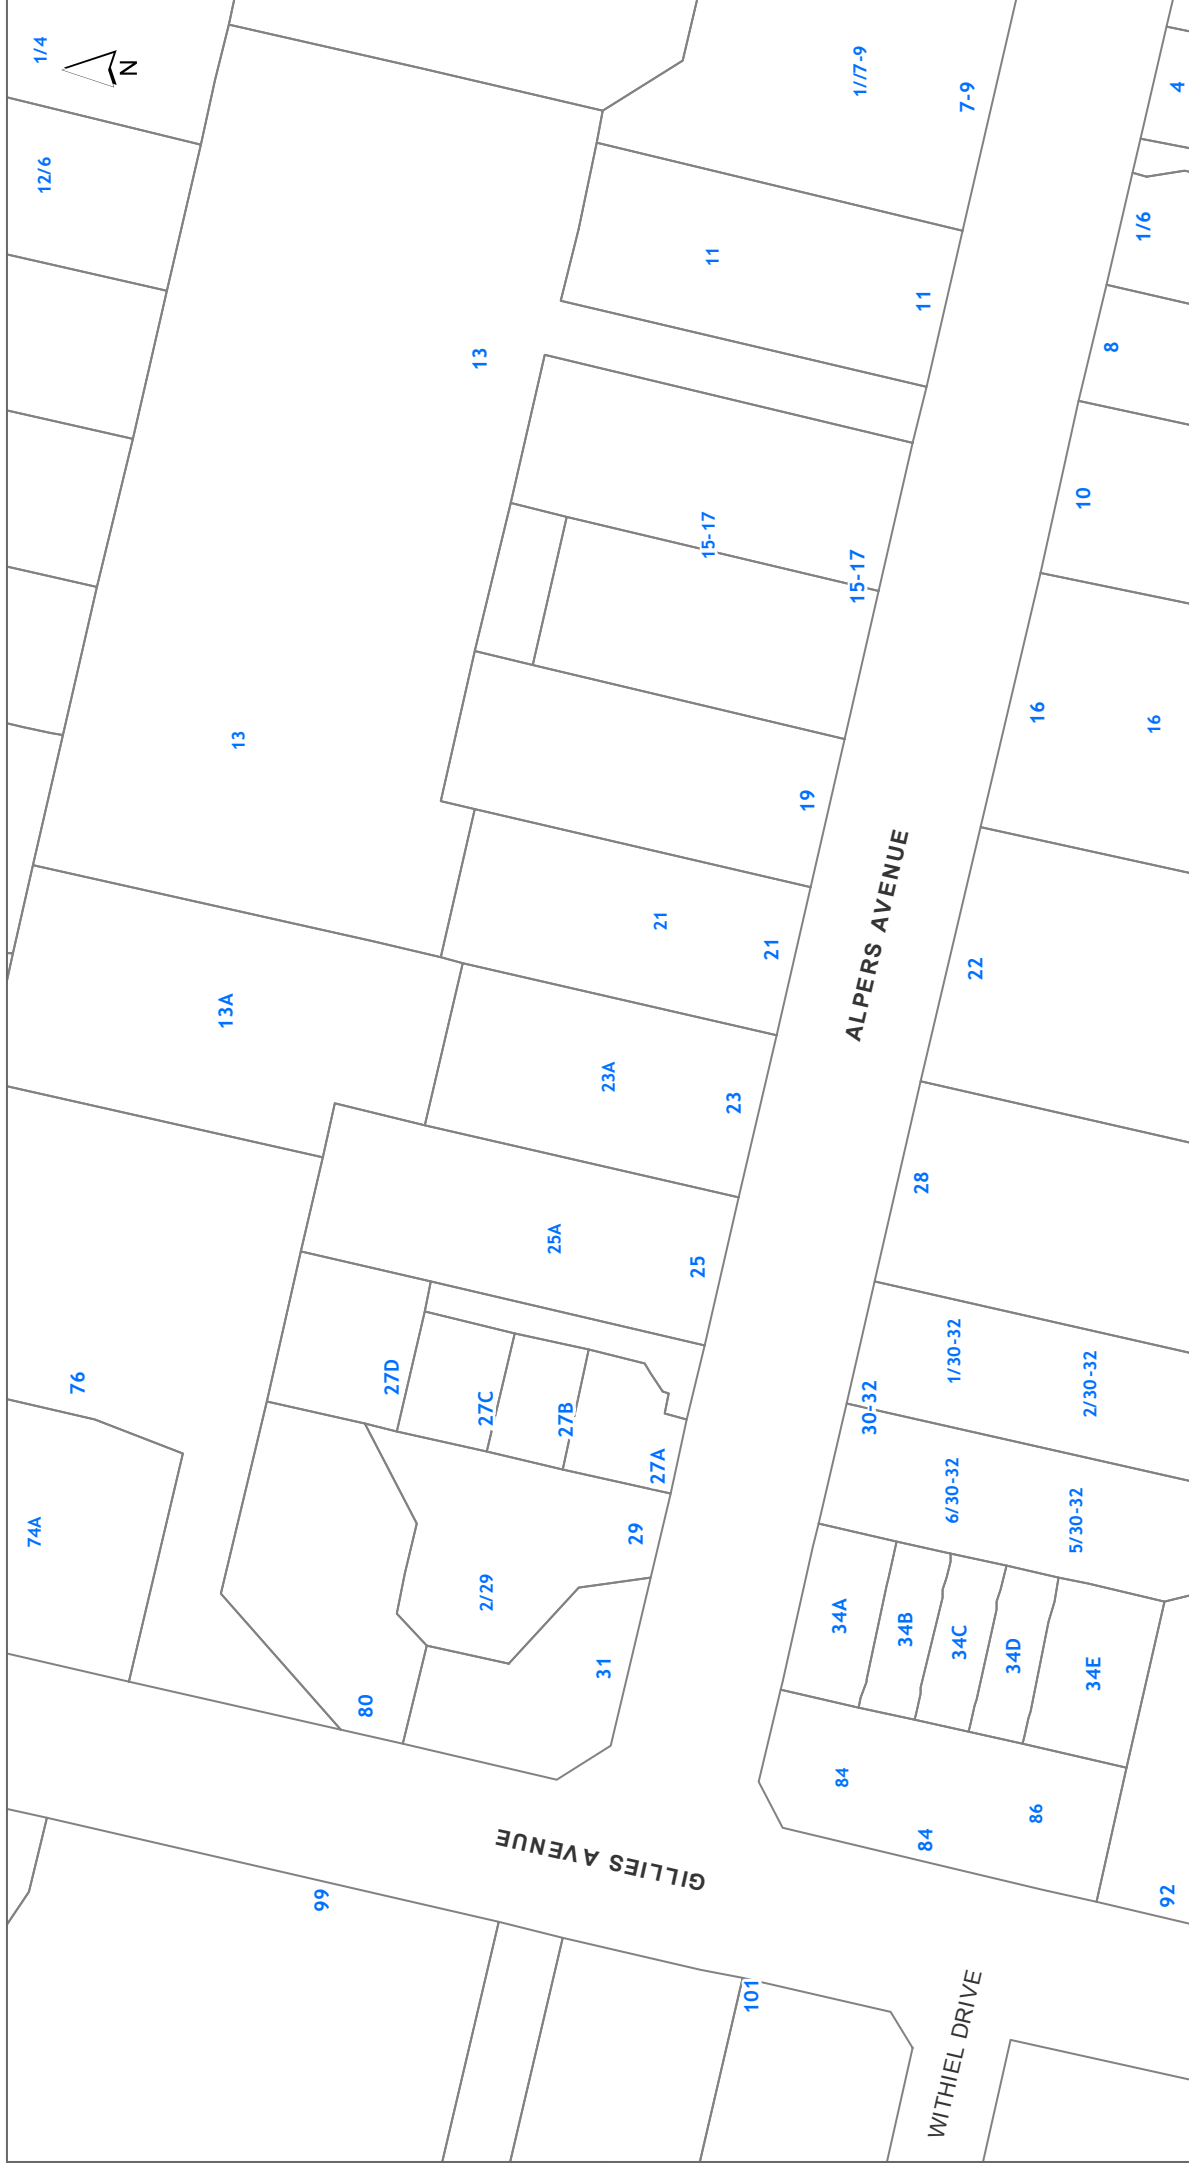 1/4
N
12/6
1//7-9
7-9
4
1/6
11
11
8
13
10
15-17
15-17
13
16
16
19
21
21
ALPERS AVENUE
22
13A
23A
23
28
25A
25
1/30-32
2/30-32
30-32
76
27D
27C
27B
27A
6/30-32
5/30-32
74A
29
2/29
34A
34B
34C
34D
34E
31
80
84
86
84
GILLIES AVENUE
99
92
101
WITHIEL DRIVE